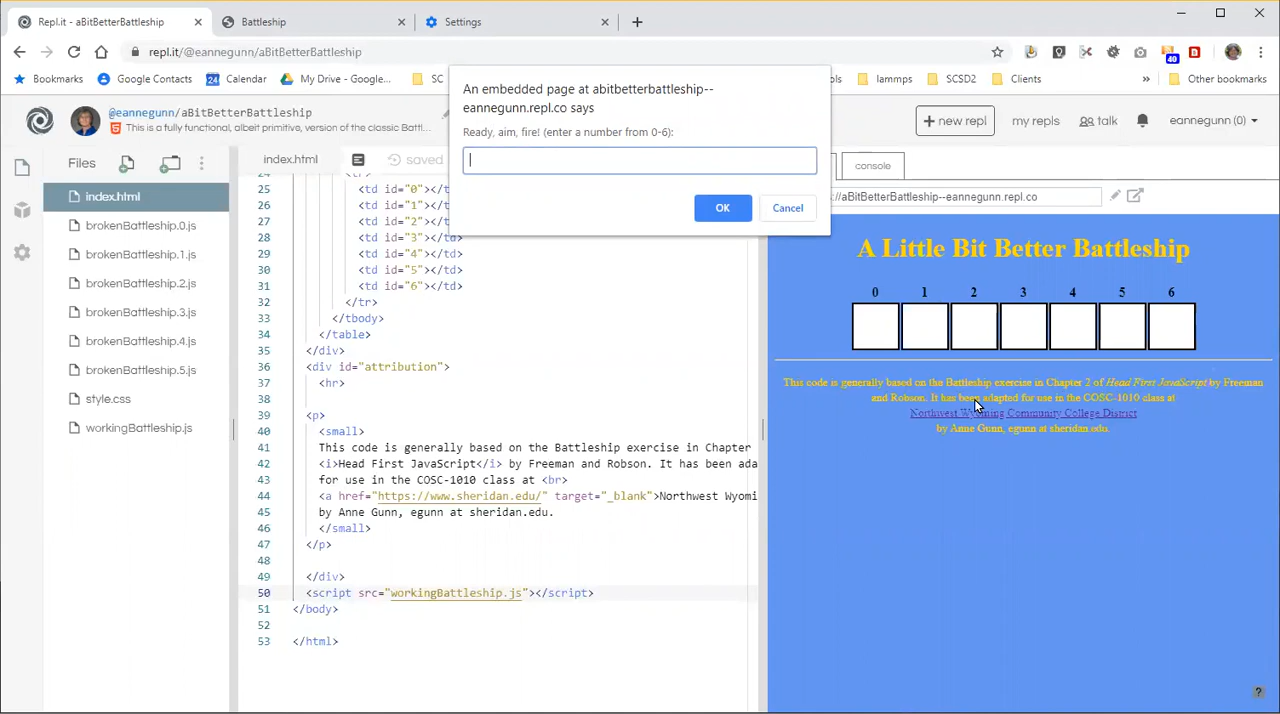 Repl.it - aBitBetterBattleship
Battleship
Settings
repl.it/@eannegunn/aBitBetterBattleship
40
Bookmarks
Google Contacts
Calendar
My Drive - Google...
SC
lammps
SCSD2
Clients
Other bookmarks
An embedded page at abitbetterbattleship--
eannegunn.repl.co says
Ready, aim, fire! (enter a number from 0-6):
OK
Cancel
@eannegunn/aBitBetterBattleship
This is a fully functional, albeit primitive, version of the classic Battl...
+ new repl
my repls
talk
eannegunn (0)
Files
index.html
brokenBattleship.0.js
brokenBattleship.1.js
brokenBattleship.2.js
brokenBattleship.3.js
brokenBattleship.4.js
brokenBattleship.5.js
style.css
workingBattleship.js
index.html
saved
24 <tr>
25 <td id="0"></t
26 <td id="1"></t
27 <td id="2"></t
28 <td id="3"></td>
29 <td id="4"></td>
30 <td id="5"></td>
31 <td id="6"></td>
32 </tr>
33 </tbody>
34 </table>
35 </div>
36 <div id="attribution">
37 <hr>
38
39 <p>
40 <small>
41 This code is generally based on the Battleship exercise in Chapter
42 <i>Head First JavaScript</i> by Freeman and Robson. It has been ada
43 for use in the COSC-1010 class at <br>
44 <a href="https://www.sheridan.edu/" target="_blank">Northwest Wyomi
45 by Anne Gunn, egunn at sheridan.edu.
46 </small>
47 </p>
48
49 </div>
50 <script src="workingBattleship.js"></script>
51 </body>
52
53 </html>
console
://aBitBetterBattleship--eannegunn.repl.co
A Little Bit Better Battleship
0 1 2 3 4 5 6
This code is generally based on the Battleship exercise in Chapter 2 of Head First JavaScript by Freeman
and Robson. It has been adapted for use in the COSC-1010 class at
Northwest Wyoming Community College District
by Anne Gunn, egunn at sheridan.edu.
?